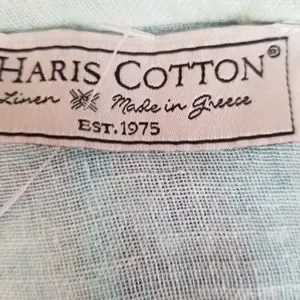 HARIS COTTON®
Linen Made in Greece
EST. 1975